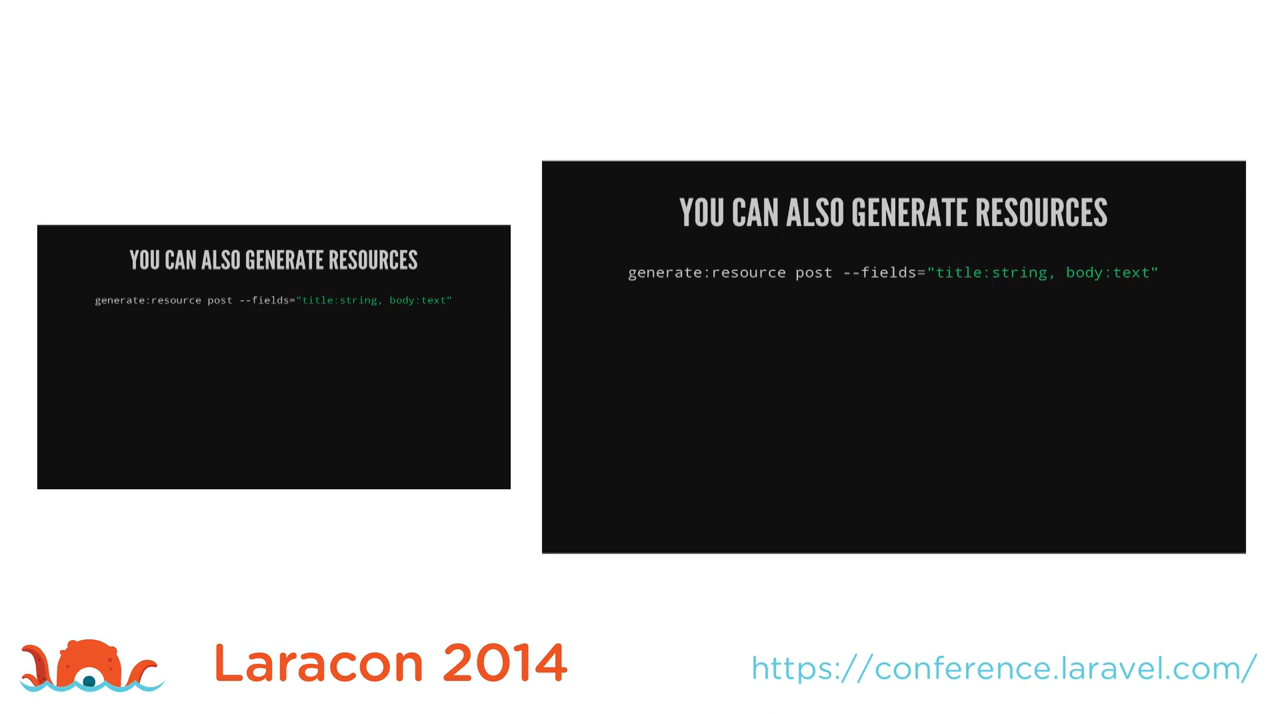 YOU CAN ALSO GENERATE RESOURCES
generate:resource post --fields="title:string, body:text"
YOU CAN ALSO GENERATE RESOURCES
generate:resource post --fields="title:string, body:text"
Laracon 2014
https://conference.laravel.com/